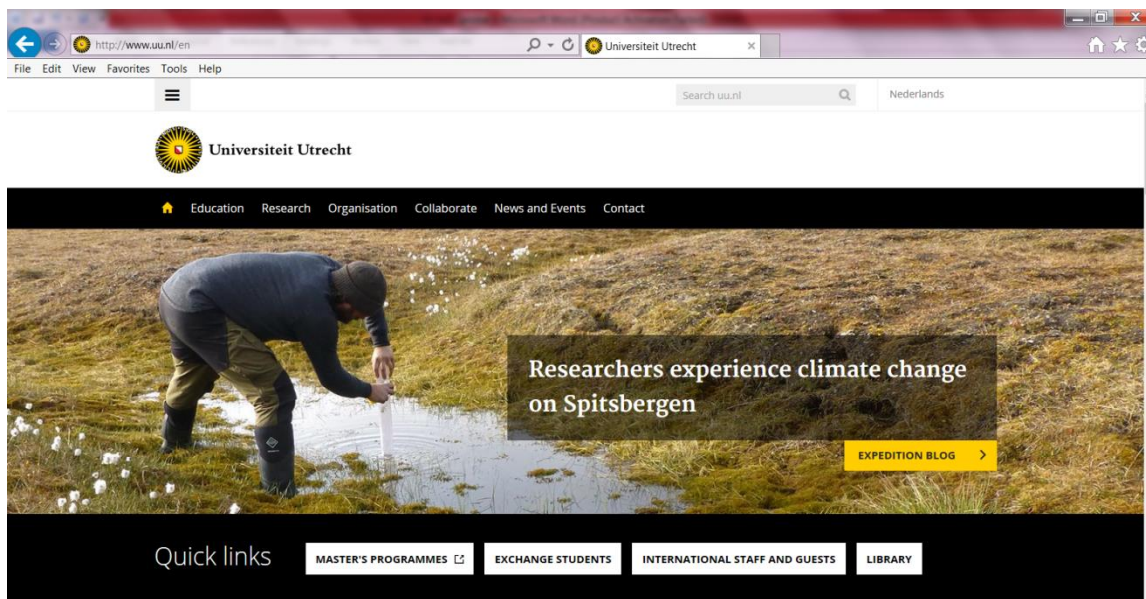 http://www.uu.nl/en
Universiteit Utrecht
File Edit View Favorites Tools Help
Search uu.nl
Nederlands
Universiteit Utrecht
Education Research Organisation Collaborate News and Events Contact
Researchers experience climate change
on Spitsbergen
EXPEDITION BLOG
Quick links
MASTER'S PROGRAMMES EXCHANGE STUDENTS INTERNATIONAL STAFF AND GUESTS LIBRARY